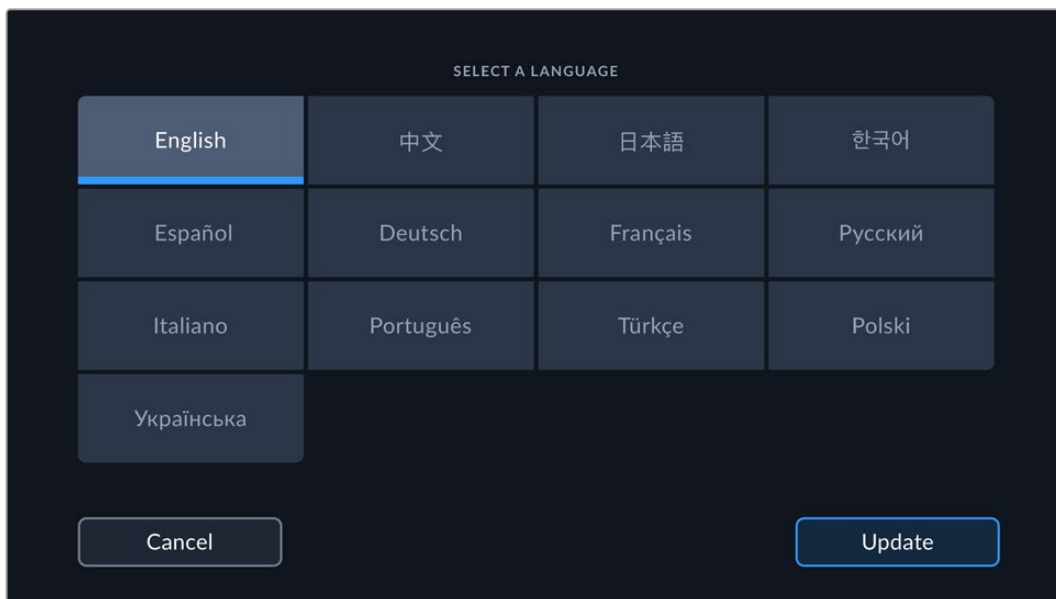 SELECT A LANGUAGE
English
中文
日本語
한국어
Español
Deutsch
Français
Русский
Italiano
Português
Türkçe
Polski
Українська
Cancel
Update